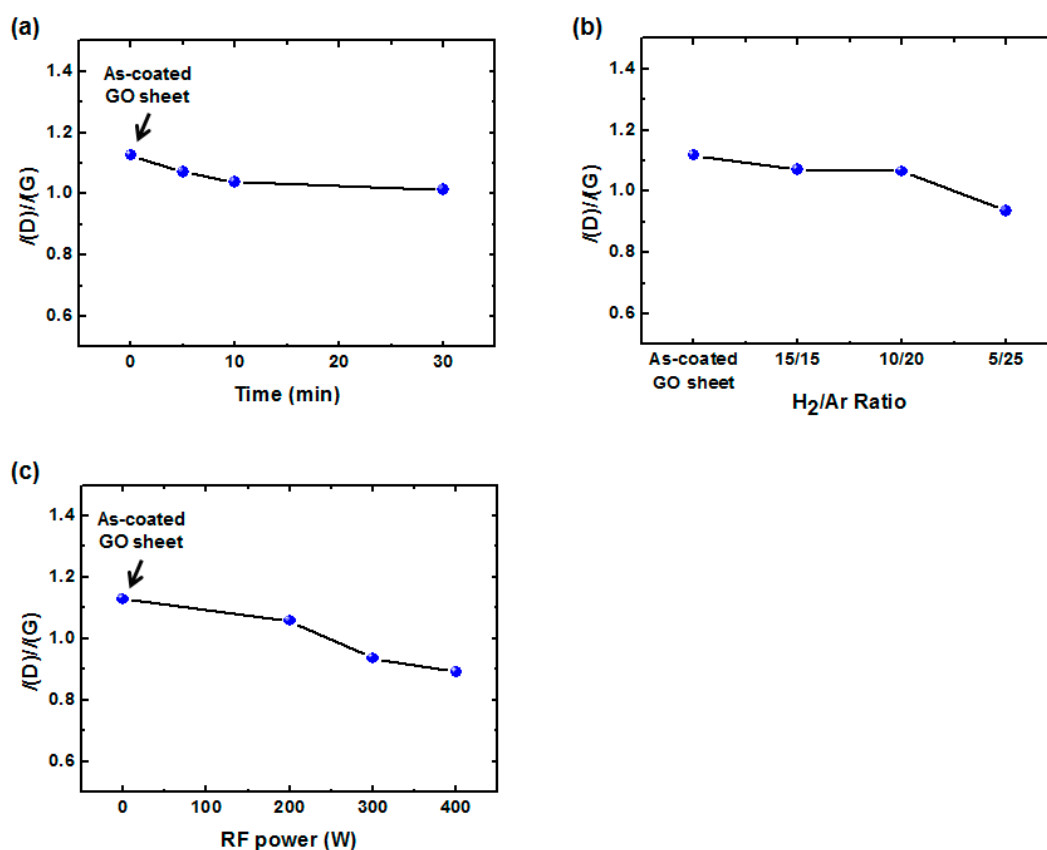 (a)
1.4
1.2
1.0
0.8
0.6
I(D)/I(G)
As-coated
GO sheet
0
10
20
30
Time (min)
(b)
1.4
1.2
1.0
0.8
0.6
I(D)/I(G)
As-coated
GO sheet
15/15
10/20
5/25
H₂/Ar Ratio
(c)
1.4
1.2
1.0
0.8
0.6
I(D)/I(G)
As-coated
GO sheet
0
100
200
300
400
RF power (W)